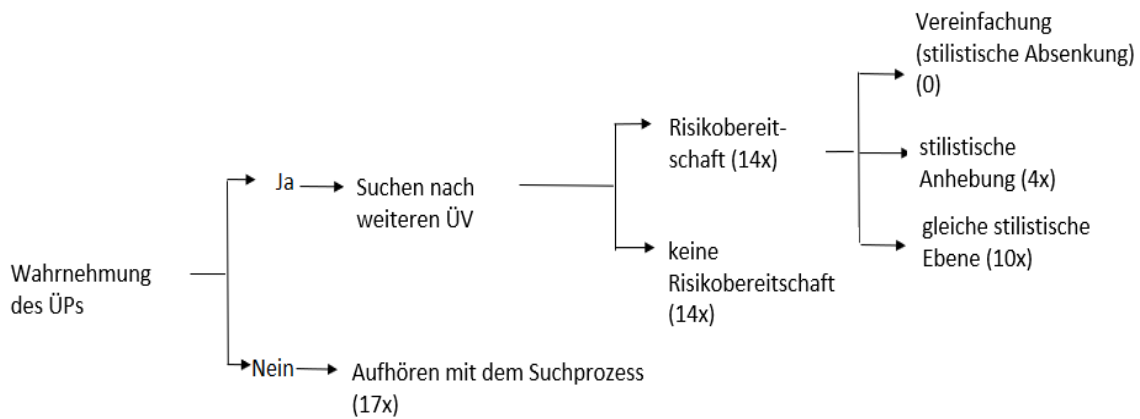 Wahrnehmung
des ÜPs
Ja
Suchen nach
weiteren ÜV
Risikobereit-
schaft (14x)
Vereinfachung
(stilistische Absenkung)
(0)
stilistische
Anhebung (4x)
gleiche stilistische
Ebene (10x)
keine
Risikobereitschaft
(14x)
Nein
Aufhören mit dem Suchprozess
(17x)